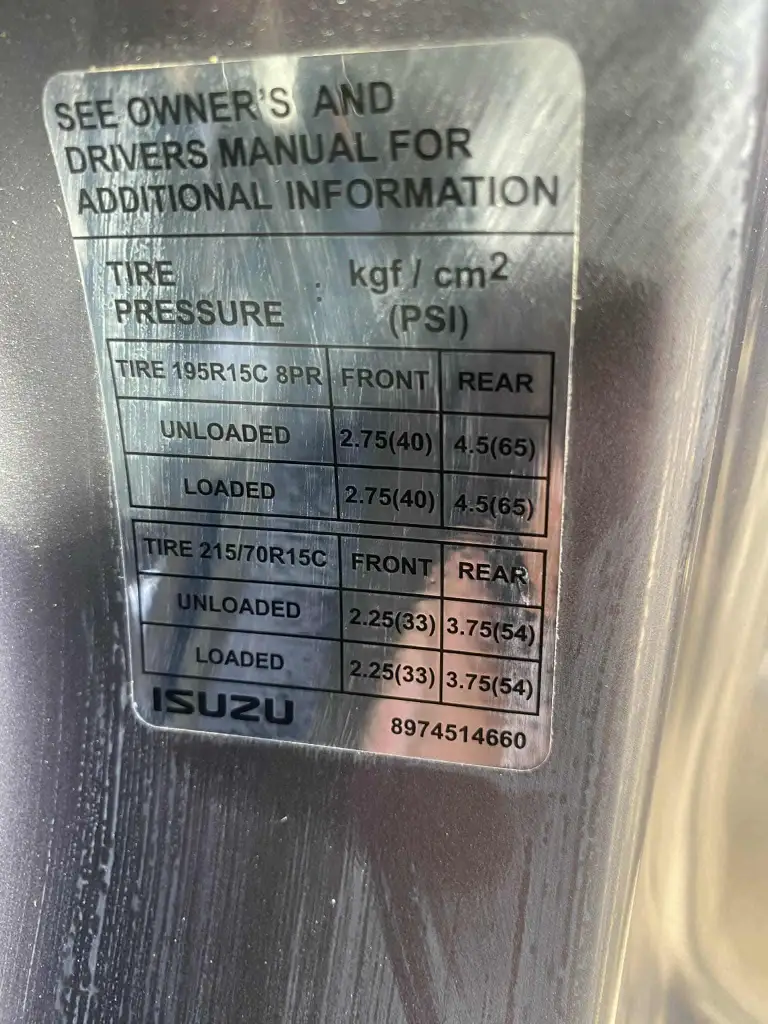 SEE OWNER'S AND
DRIVERS MANUAL FOR
ADDITIONAL INFORMATION
TIRE PRESSURE : kgf / cm² (PSI)
TIRE 195R15C 8PR FRONT REAR
UNLOADED 2.75(40) 4.5(65)
LOADED 2.75(40) 4.5(65)
TIRE 215/70R15C FRONT REAR
UNLOADED 2.25(33) 3.75(54)
LOADED 2.25(33) 3.75(54)
ISUZU 8974514660